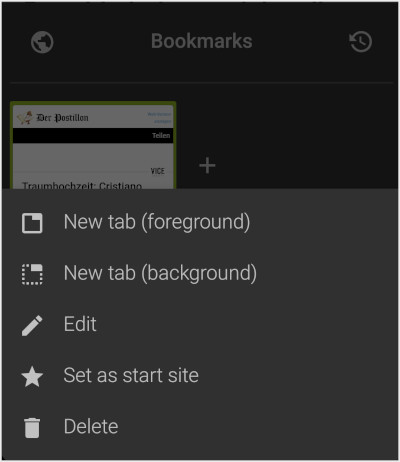 Bookmarks
Der Postillon
Teilen
VICE
Traumhochzeit: Cristiano
New tab (foreground)
New tab (background)
Edit
Set as start site
Delete